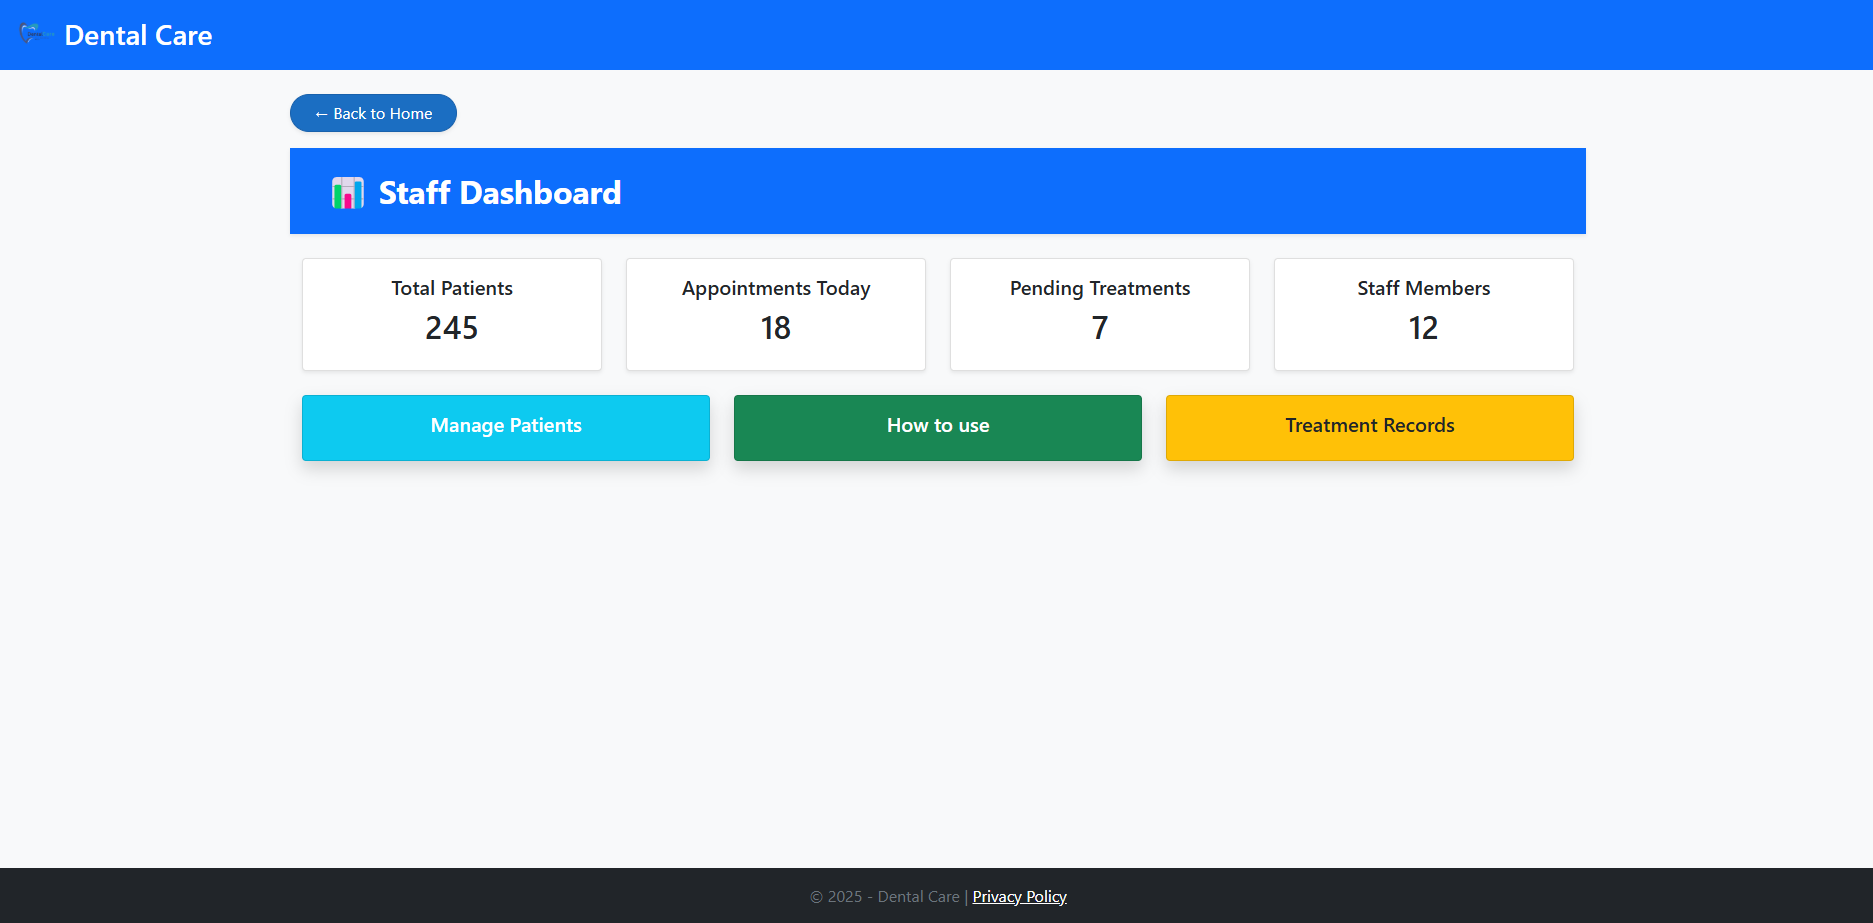 Dental Care
← Back to Home
Staff Dashboard
Total Patients
245
Appointments Today
18
Pending Treatments
7
Staff Members
12
Manage Patients
How to use
Treatment Records
© 2025 - Dental Care | Privacy Policy